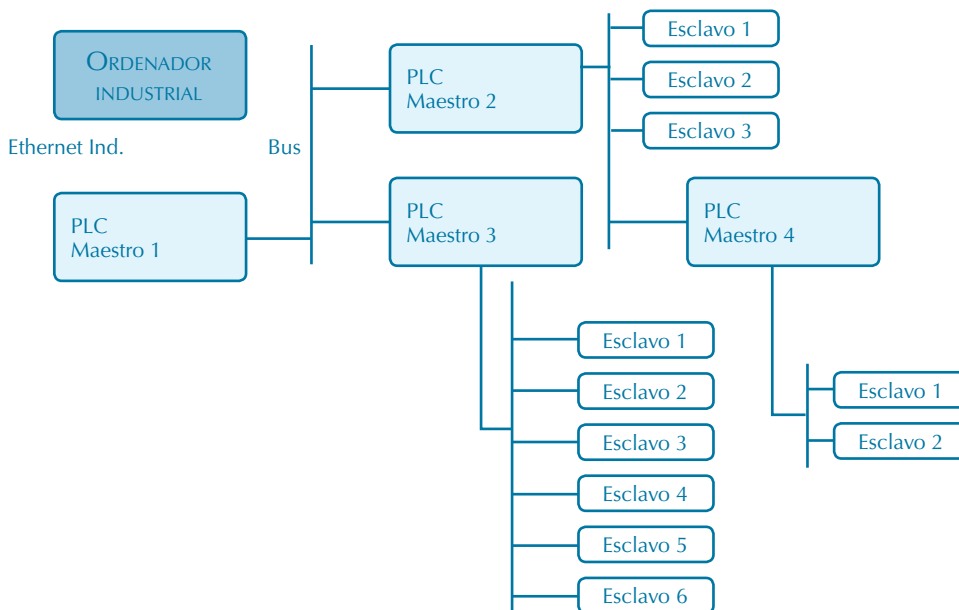 ORDENADOR
INDUSTRIAL
Ethernet Ind.
Bus
PLC
Maestro 1
PLC
Maestro 2
PLC
Maestro 3
Esclavo 1
Esclavo 2
Esclavo 3
PLC
Maestro 4
Esclavo 1
Esclavo 2
Esclavo 3
Esclavo 4
Esclavo 5
Esclavo 6
Esclavo 1
Esclavo 2